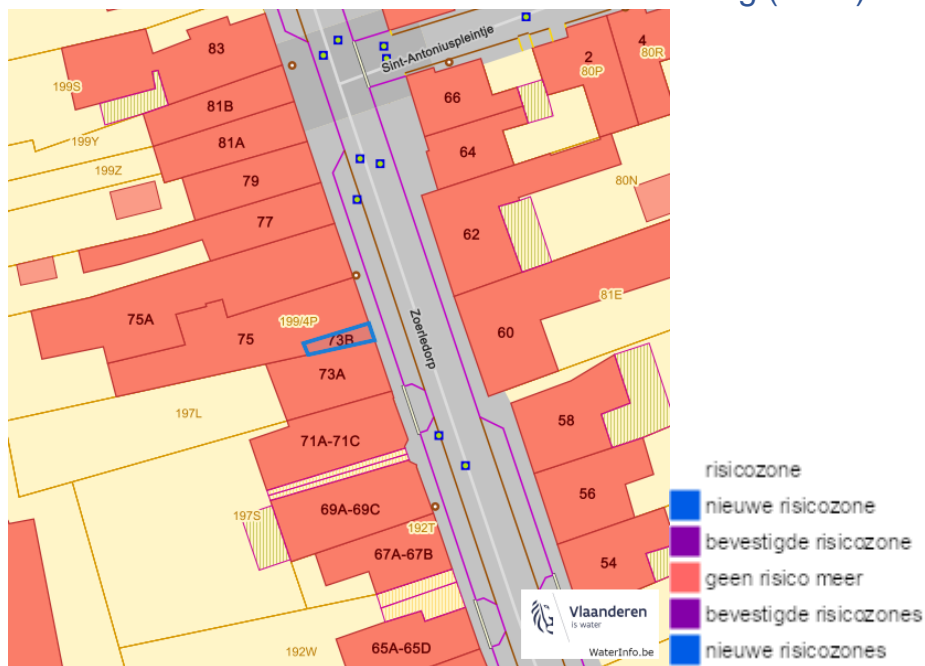 Sint-Antoniuspleintje
83
199S
81B
81A
199Y
199Z
79
77
75A
75
199/4P
73B
73A
197L
71A-71C
69A-69C
197S
192T
67A-67B
192W
65A-65D
Zoerledorp
66
64
2
80P
4
80R
80N
62
81E
60
58
56
54
Vlaanderen
is water
WaterInfo.be
risicozone
nieuwe risicozone
bevestigde risicozone
geen risico meer
bevestigde risicozones
nieuwe risicozones